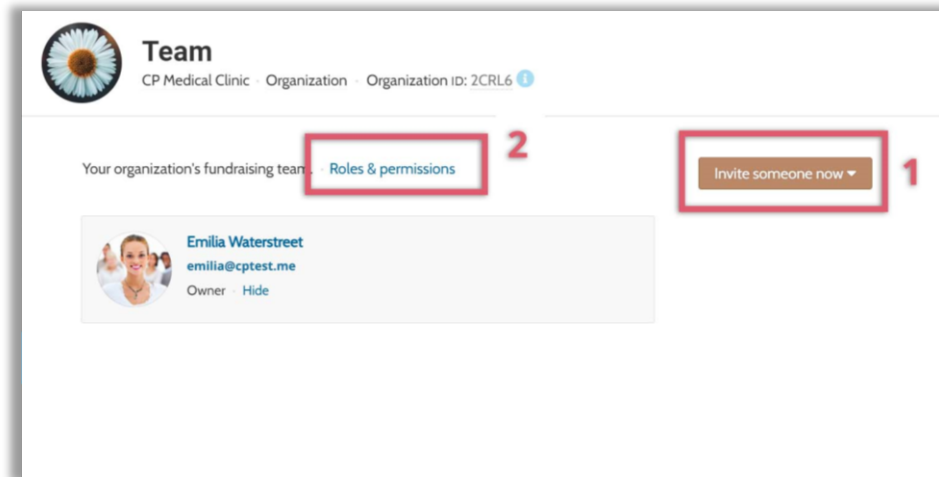 Team
CP Medical Clinic · Organization · Organization ID: 2CRL6 i
2
Your organization's fundraising team. · Roles & permissions
Invite someone now
1
Emilia Waterstreet
emilia@cptest.me
Owner · Hide